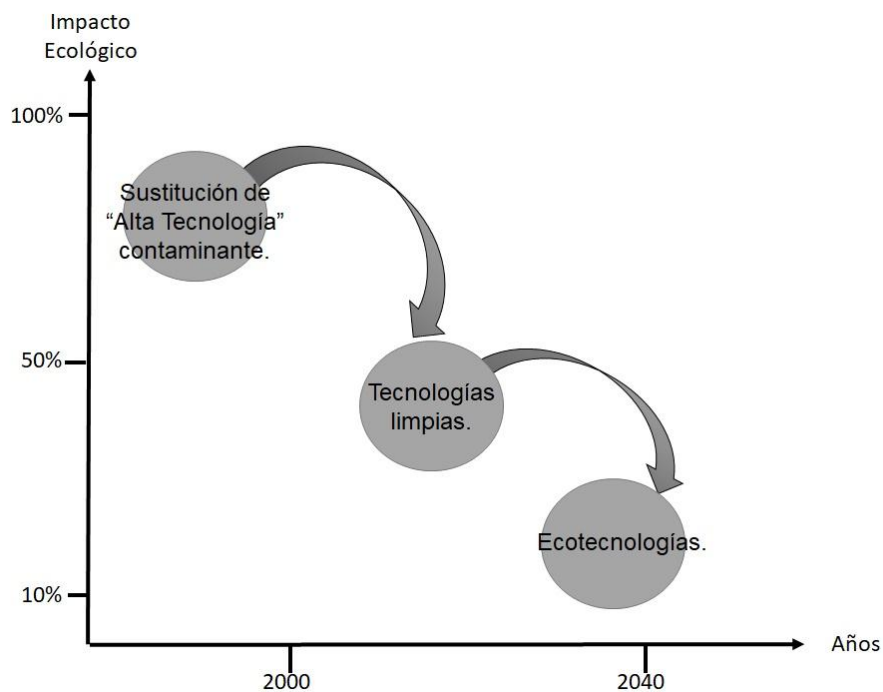 Impacto
Ecológico
100%
Sustitución de
“Alta Tecnología”
contaminante.
50%
Tecnologías
limpias.
Ecotecnologías.
10%
Años
2000
2040